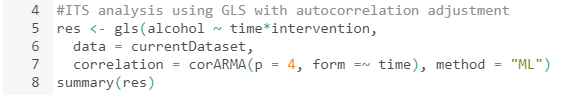 4 #ITS analysis using GLS with autocorrelation adjustment
5 res <- gls(alcohol ~ time*intervention,
6 data = currentDataset,
7 correlation = corARMA(p = 4, form =~ time), method = "ML")
8 summary(res)